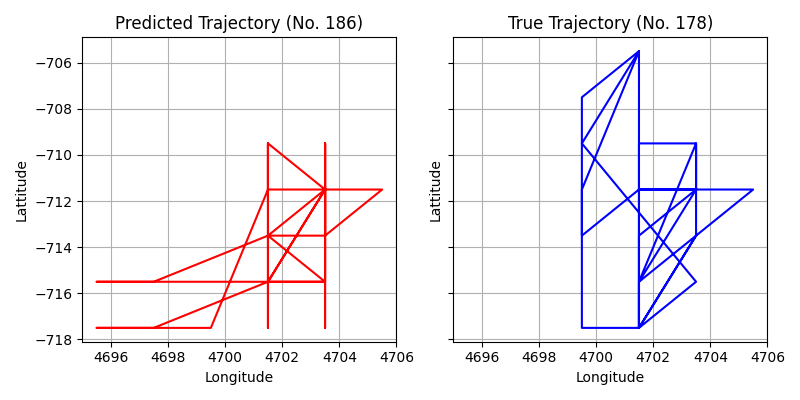 Predicted Trajectory (No. 186)
−706
−708
−710
−712
−714
−716
−718
Lattitude
4696 4698 4700 4702 4704 4706
Longitude
True Trajectory (No. 178)
Lattitude
4696 4698 4700 4702 4704 4706
Longitude